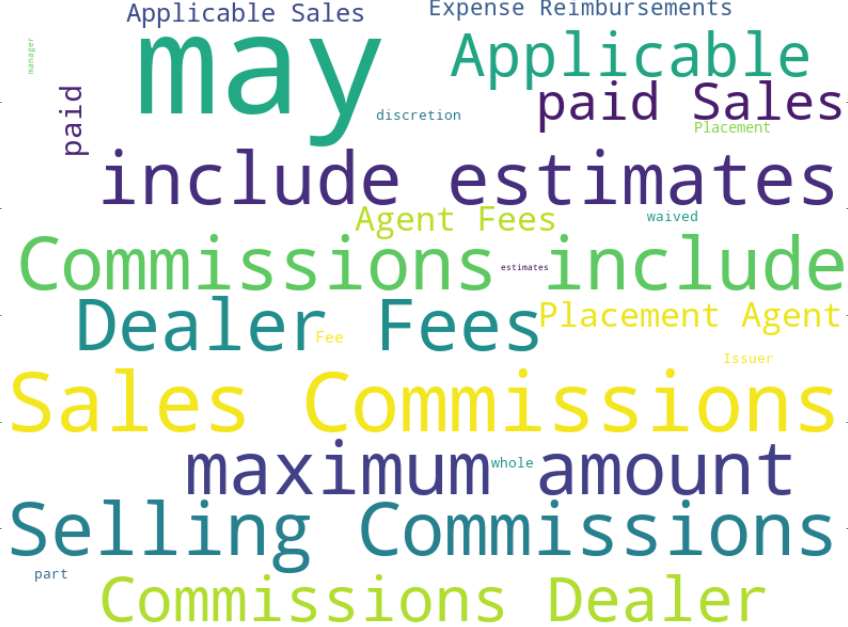 Applicable Sales
Expense Reimbursements
manager
may
Applicable
paid
paid Sales
discretion
Placement
include estimates
Agent Fees
waived
Commissions
estimates
include
Dealer Fees
Placement Agent
Fee
Issuer
Sales Commissions
maximum amount
whole
Selling Commissions
part
Commissions Dealer